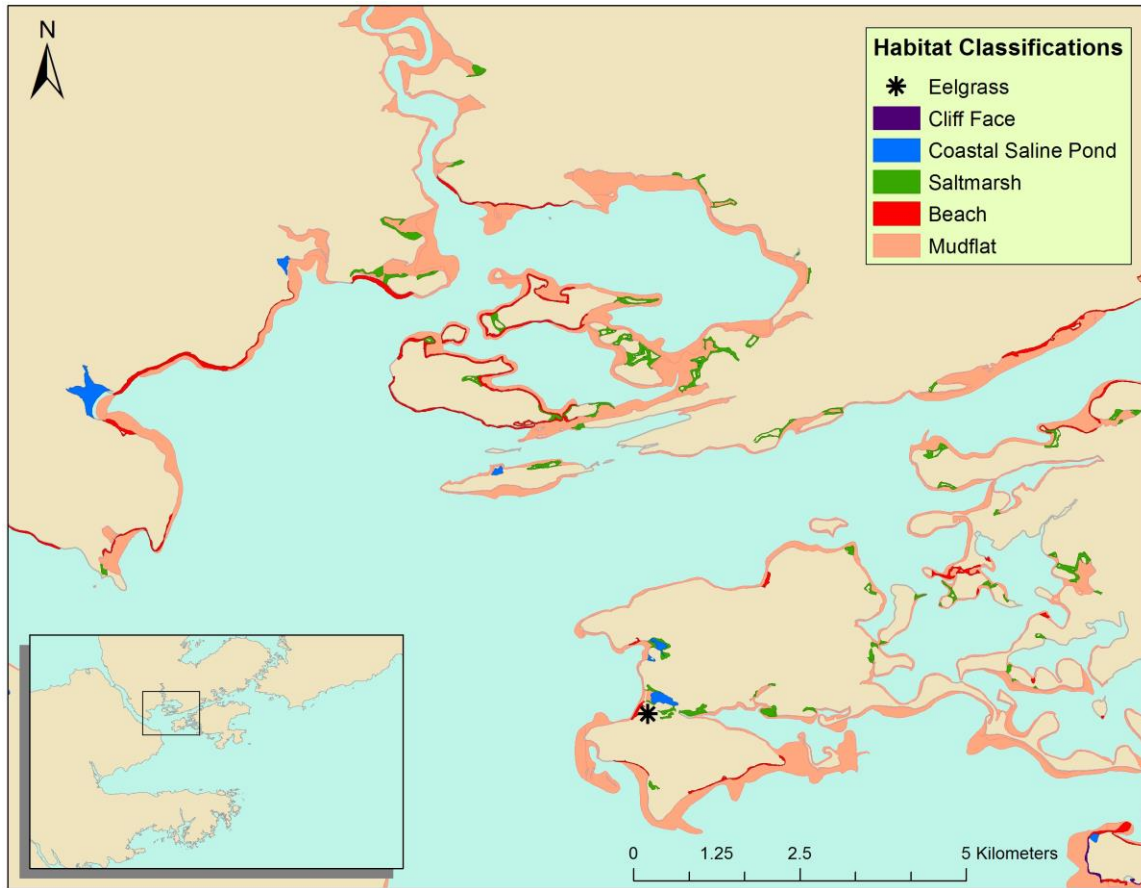 N
Habitat Classifications
Eelgrass
Cliff Face
Coastal Saline Pond
Saltmarsh
Beach
Mudflat
0 1.25 2.5 5 Kilometers